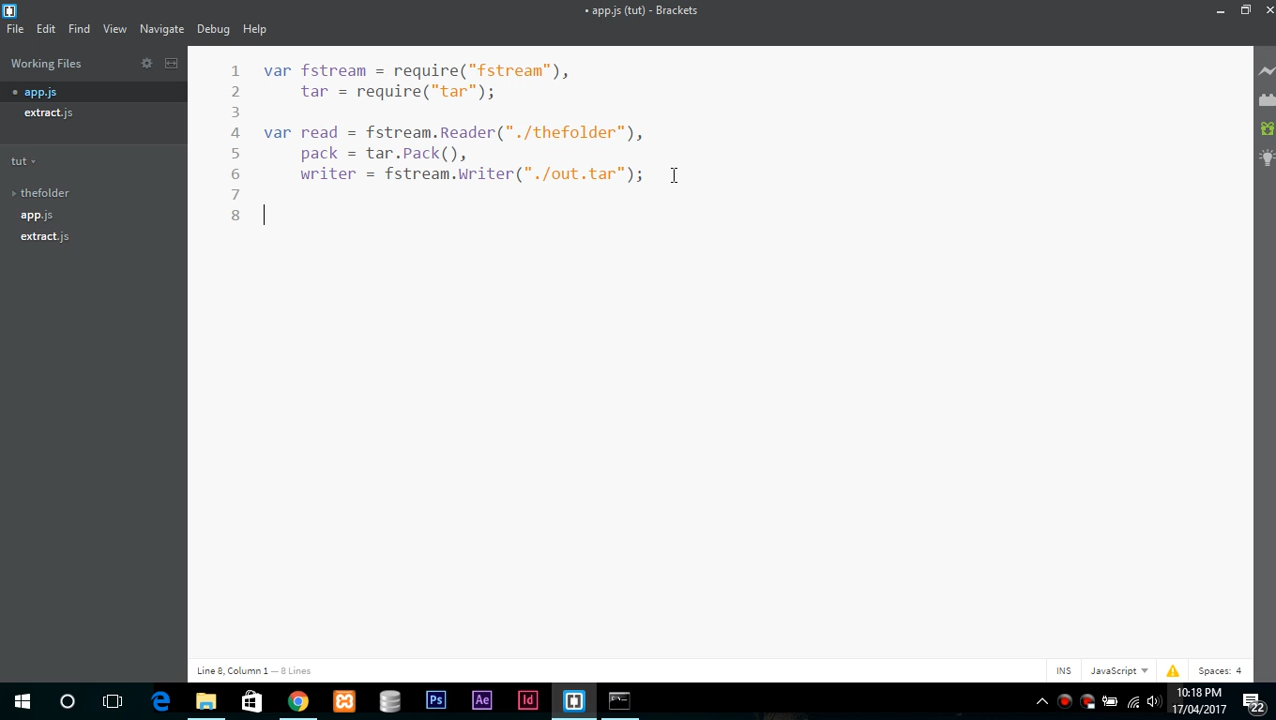 • app.js (tut) - Brackets
File Edit Find View Navigate Debug Help
Working Files
• app.js
extract.js
tut
thefolder
app.js
extract.js
1 var fstream = require("fstream"),
2 tar = require("tar");
3
4 var read = fstream.Reader("./thefolder"),
5 pack = tar.Pack(),
6 writer = fstream.Writer("./out.tar");
7
8
Line 8, Column 1 — 8 Lines
INS JavaScript Spaces: 4
Ps Ae Id
10:18 PM
17/04/2017
22